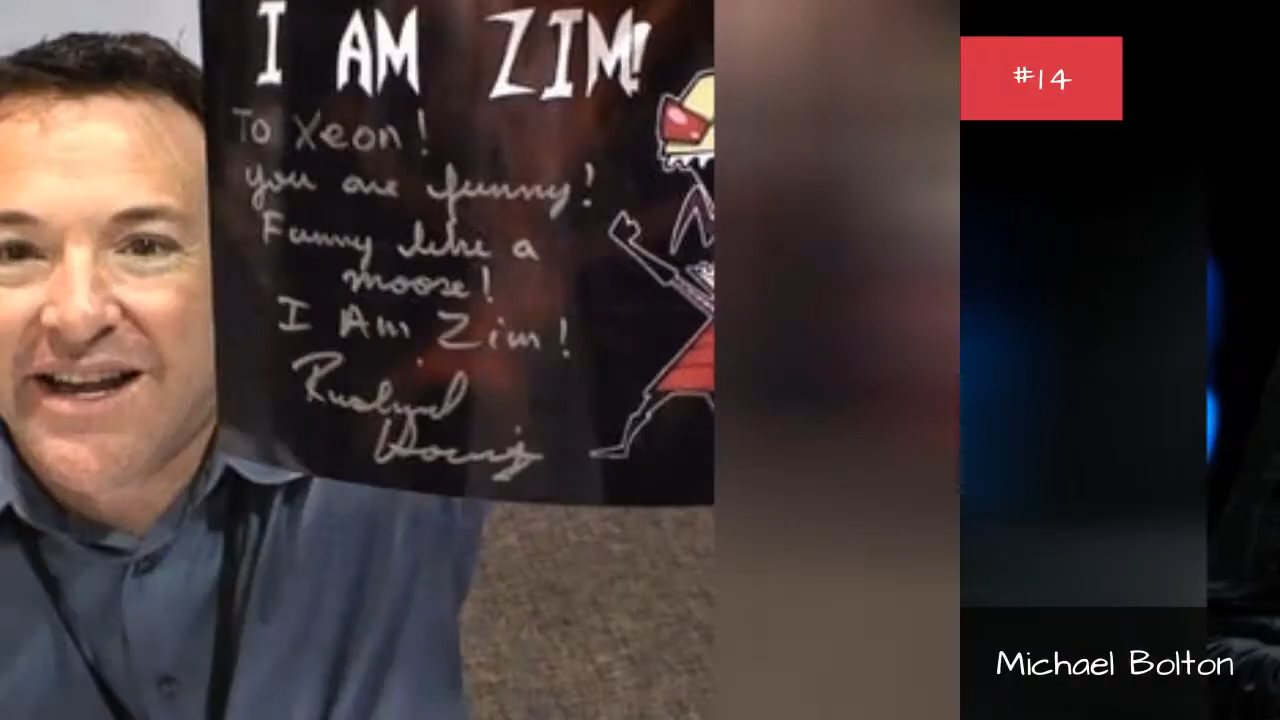 I AM ZIM!
To Xeon!
you are funny!
Funny like a
moose!
I Am Zim!
#14
Michael Bolton